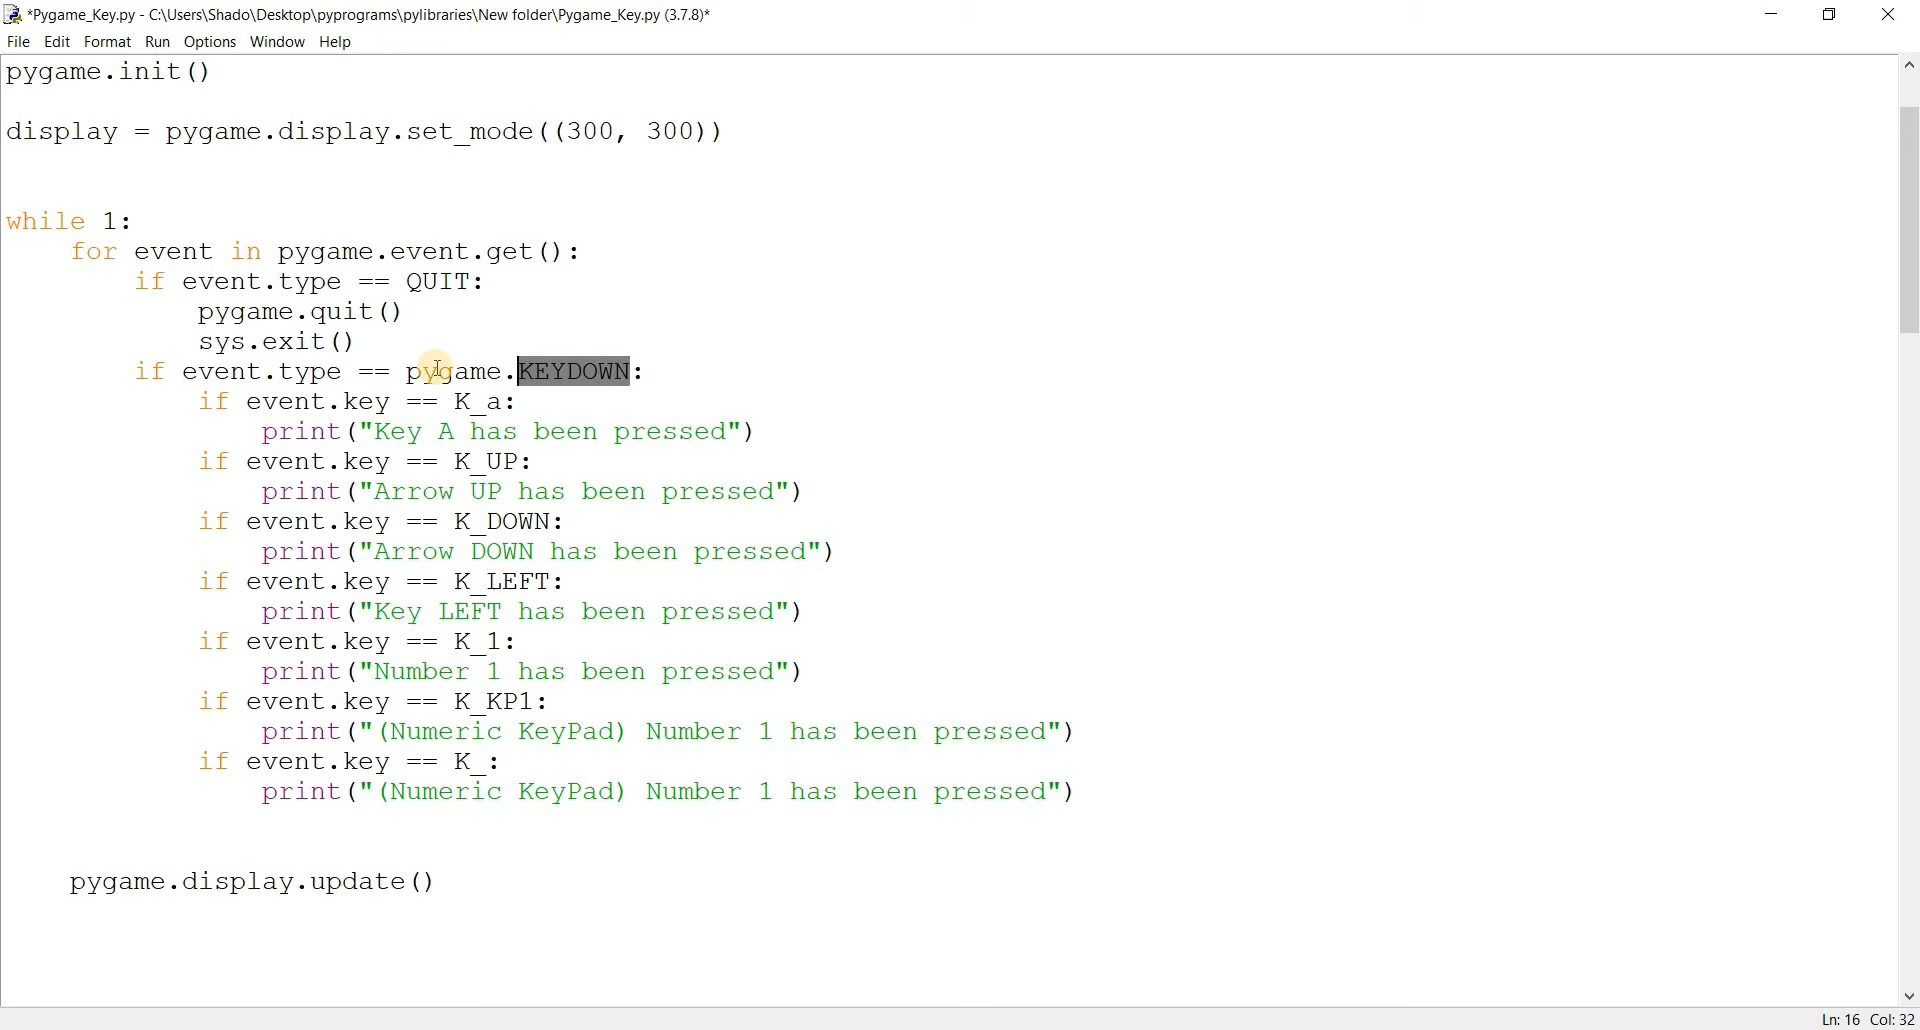 *Pygame_Key.py - C:\Users\Shado\Desktop\pyprograms\pylibraries\New folder\Pygame_Key.py (3.7.8)*
File Edit Format Run Options Window Help
pygame.init()
display = pygame.display.set_mode((300, 300))
while 1:
    for event in pygame.event.get():
        if event.type == QUIT:
            pygame.quit()
            sys.exit()
        if event.type == pygame.KEYDOWN:
            if event.key == K_a:
                print("Key A has been pressed")
            if event.key == K_UP:
                print("Arrow UP has been pressed")
            if event.key == K_DOWN:
                print("Arrow DOWN has been pressed")
            if event.key == K_LEFT:
                print("Key LEFT has been pressed")
            if event.key == K_1:
                print("Number 1 has been pressed")
            if event.key == K_KP1:
                print("(Numeric KeyPad) Number 1 has been pressed")
            if event.key == K_:
                print("(Numeric KeyPad) Number 1 has been pressed")
    pygame.display.update()
Ln: 16 Col: 32